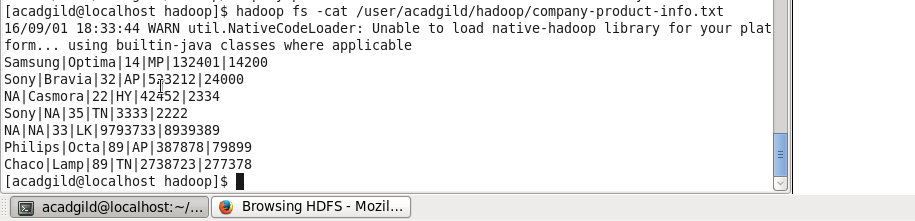 [acadgild@localhost hadoop]$ hadoop fs -cat /user/acadgild/hadoop/company-product-info.txt
16/09/01 18:33:44 WARN util.NativeCodeLoader: Unable to load native-hadoop library for your plat
form... using builtin-java classes where applicable
Samsung|Optima|14|MP|132401|14200
Sony|Bravia|32|AP|523212|24000
NA|Casmora|22|HY|42452|2334
Sony|NA|35|TN|3333|2222
NA|NA|33|LK|9793733|8939389
Philips|Octa|89|AP|387878|79899
Chaco|Lamp|89|TN|2738723|277378
[acadgild@localhost hadoop]$
acadgild@localhost:~/... Browsing HDFS - Mozil...